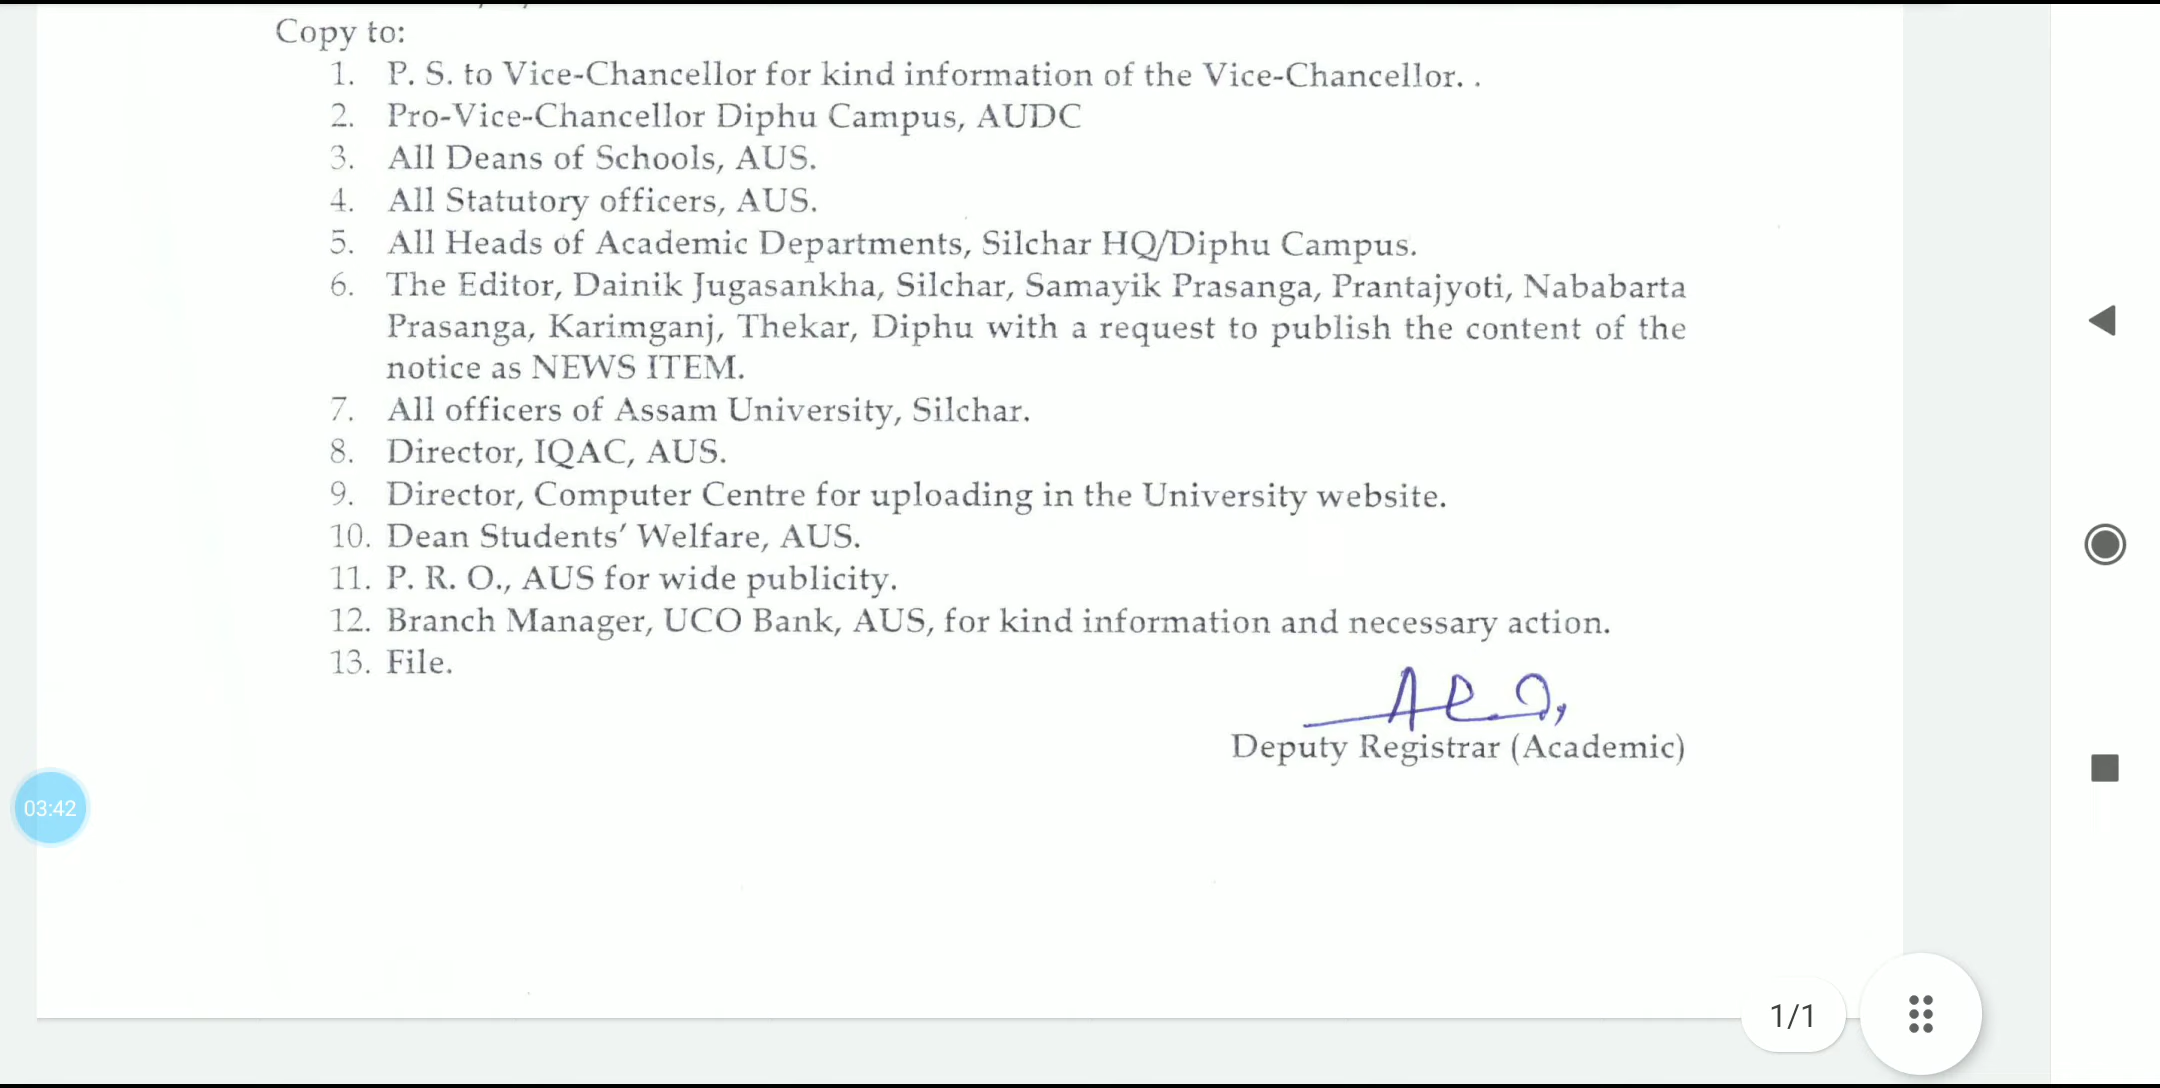 Copy to:
1. P. S. to Vice-Chancellor for kind information of the Vice-Chancellor. .
2. Pro-Vice-Chancellor Diphu Campus, AUDC
3. All Deans of Schools, AUS.
4. All Statutory officers, AUS.
5. All Heads of Academic Departments, Silchar HQ/Diphu Campus.
6. The Editor, Dainik Jugasankha, Silchar, Samayik Prasanga, Prantajyoti, Nababarta
Prasanga, Karimganj, Thekar, Diphu with a request to publish the content of the
notice as NEWS ITEM.
7. All officers of Assam University, Silchar.
8. Director, IQAC, AUS.
9. Director, Computer Centre for uploading in the University website.
10. Dean Students’ Welfare, AUS.
11. P. R. O., AUS for wide publicity.
12. Branch Manager, UCO Bank, AUS, for kind information and necessary action.
13. File.
Deputy Registrar (Academic)
03:42
1/1